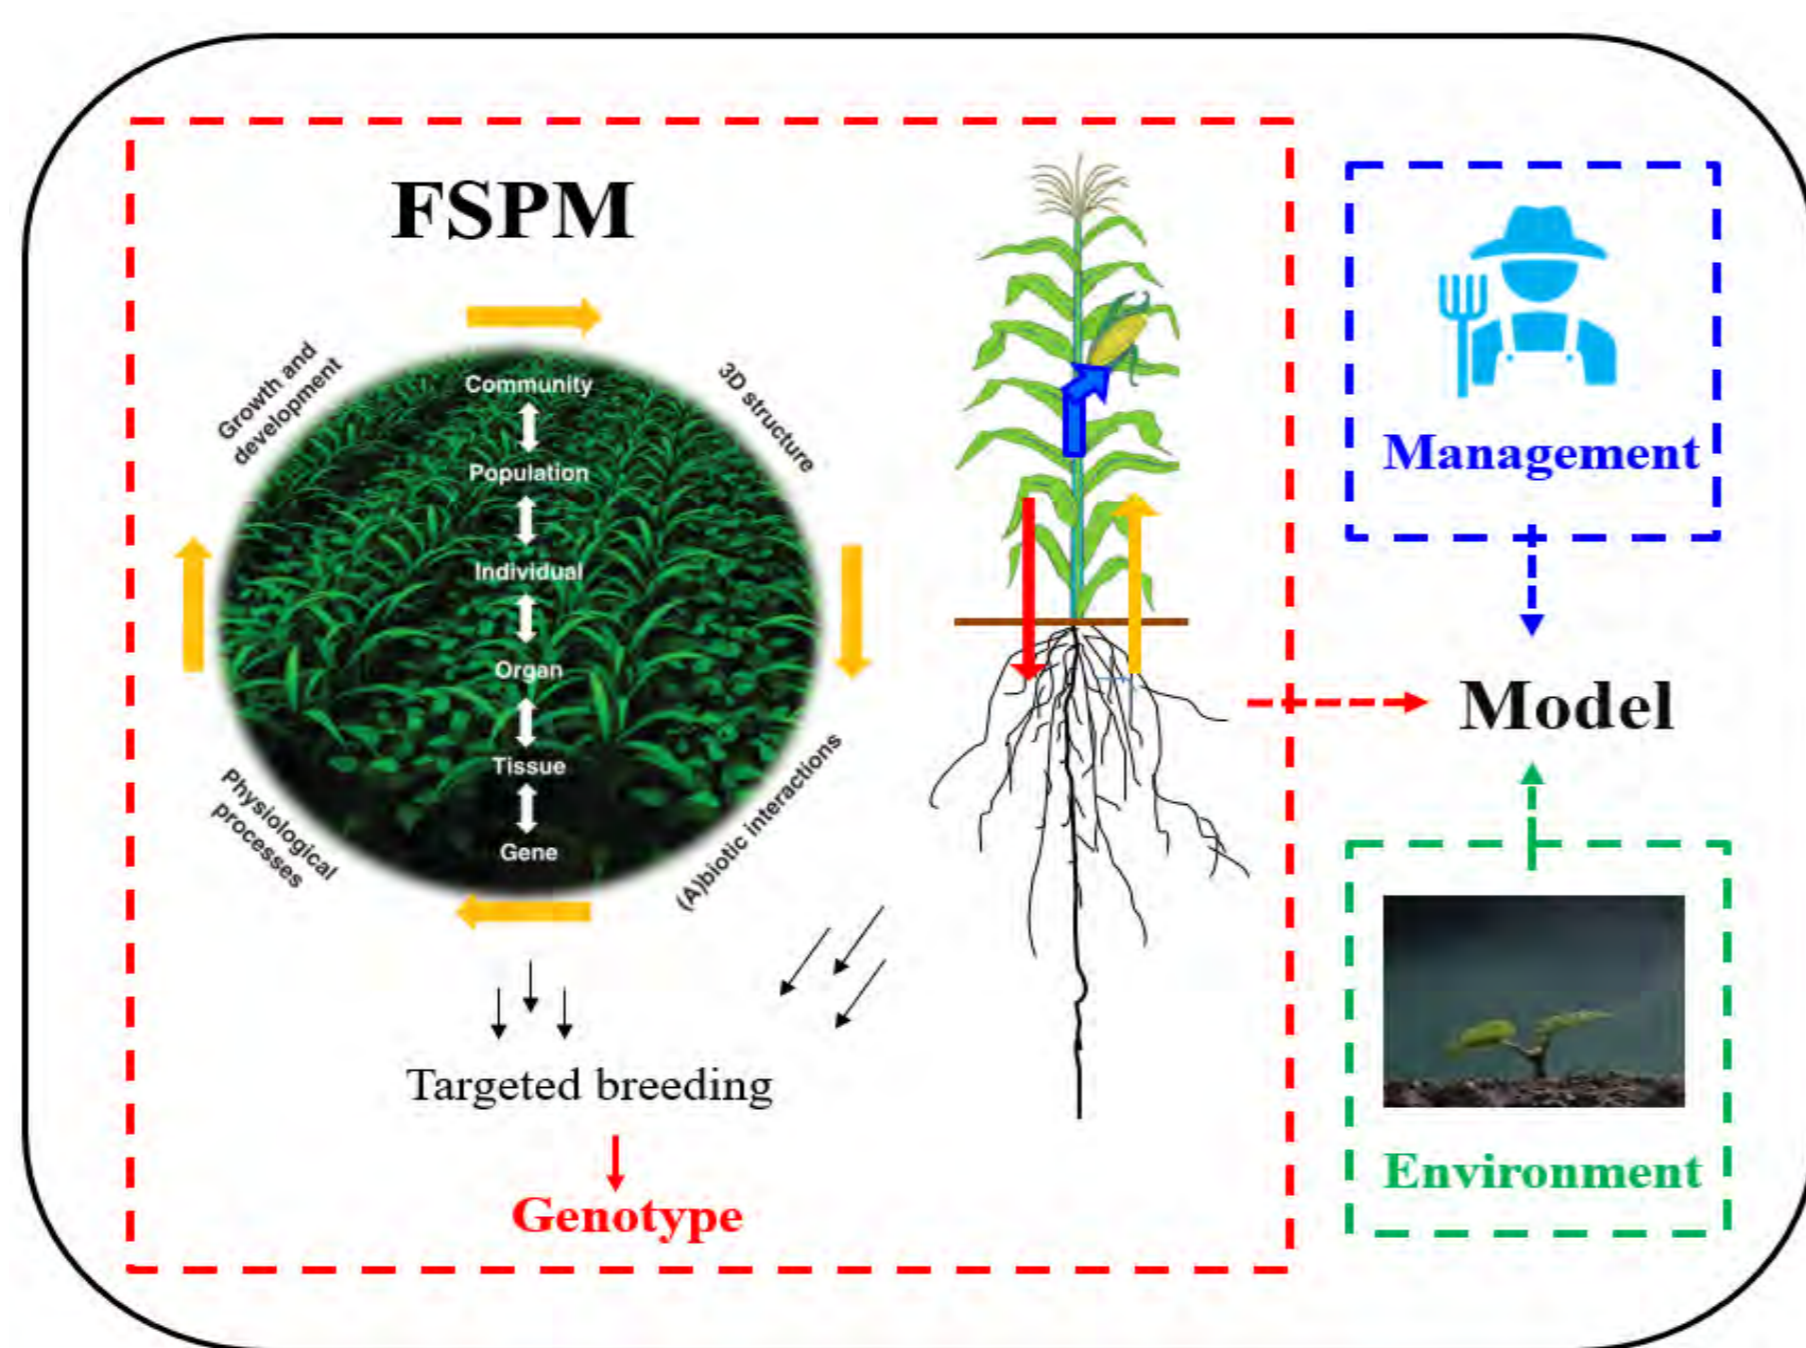 FSPM
Growth and
development
3D structure
Community
Population
Individual
Organ
Tissue
Gene
Physiological
processes
(A)biotic interactions
Targeted breeding
Genotype
Management
Model
Environment